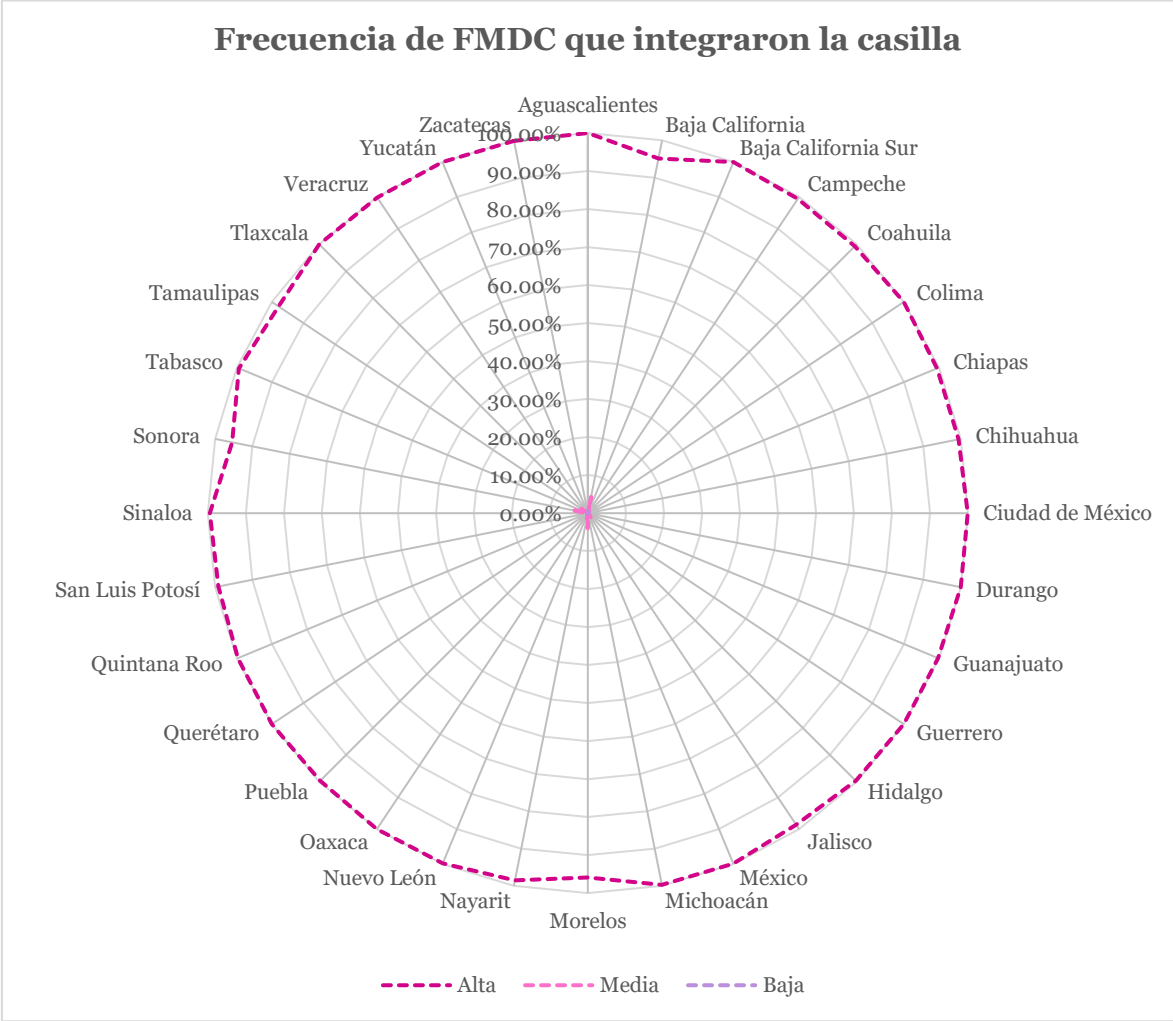 Frecuencia de FMDC que integraron la casilla
Aguascalientes
Baja California
Baja California Sur
Campeche
Coahuila
Colima
Chiapas
Chihuahua
Ciudad de México
Durango
Guanajuato
Guerrero
Hidalgo
Jalisco
México
Michoacán
Morelos
Nayarit
Nuevo León
Oaxaca
Puebla
Querétaro
Quintana Roo
San Luis Potosí
Sinaloa
Sonora
Tabasco
Tamaulipas
Tlaxcala
Veracruz
Yucatán
Zacatecas
100.00%
90.00%
80.00%
70.00%
60.00%
50.00%
40.00%
30.00%
20.00%
10.00%
0.00%
Alta Media Baja